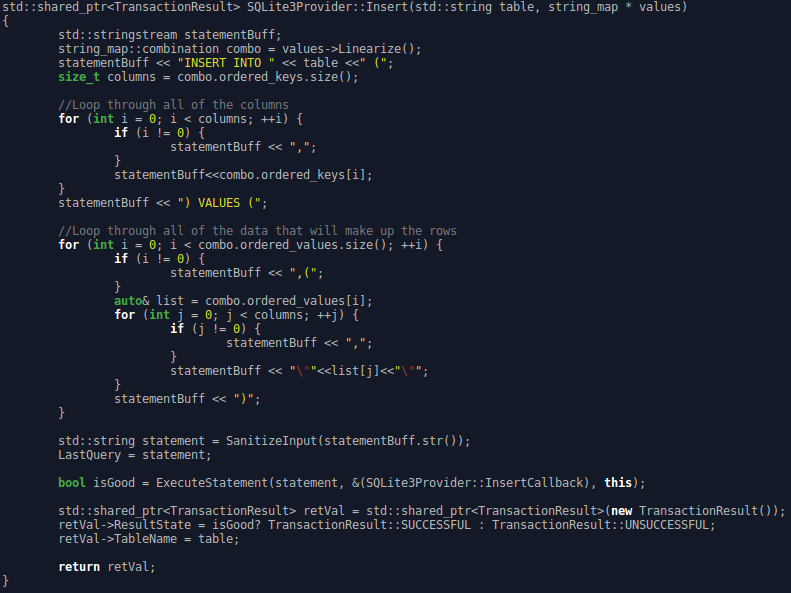 std::shared_ptr<TransactionResult> SQLite3Provider::Insert(std::string table, string_map * values)
{
        std::stringstream statementBuff;
        string_map::combination combo = values->Linearize();
        statementBuff << "INSERT INTO " << table <<" (";
        size_t columns = combo.ordered_keys.size();

        //Loop through all of the columns
        for (int i = 0; i < columns; ++i) {
                if (i != 0) {
                        statementBuff << ",";
                }
                statementBuff<<combo.ordered_keys[i];
        }
        statementBuff << ") VALUES (";

        //Loop through all of the data that will make up the rows
        for (int i = 0; i < combo.ordered_values.size(); ++i) {
                if (i != 0) {
                        statementBuff << ",(";
                }
                auto& list = combo.ordered_values[i];
                for (int j = 0; j < columns; ++j) {
                        if (j != 0) {
                                statementBuff << ",";
                        }
                        statementBuff << "\""<<list[j]<<"\"";
                }
                statementBuff << ")";
        }

        std::string statement = SanitizeInput(statementBuff.str());
        LastQuery = statement;

        bool isGood = ExecuteStatement(statement, &(SQLite3Provider::InsertCallback), this);

        std::shared_ptr<TransactionResult> retVal = std::shared_ptr<TransactionResult>(new TransactionResult());
        retVal->ResultState = isGood? TransactionResult::SUCCESSFUL : TransactionResult::UNSUCCESSFUL;
        retVal->TableName = table;

        return retVal;
}